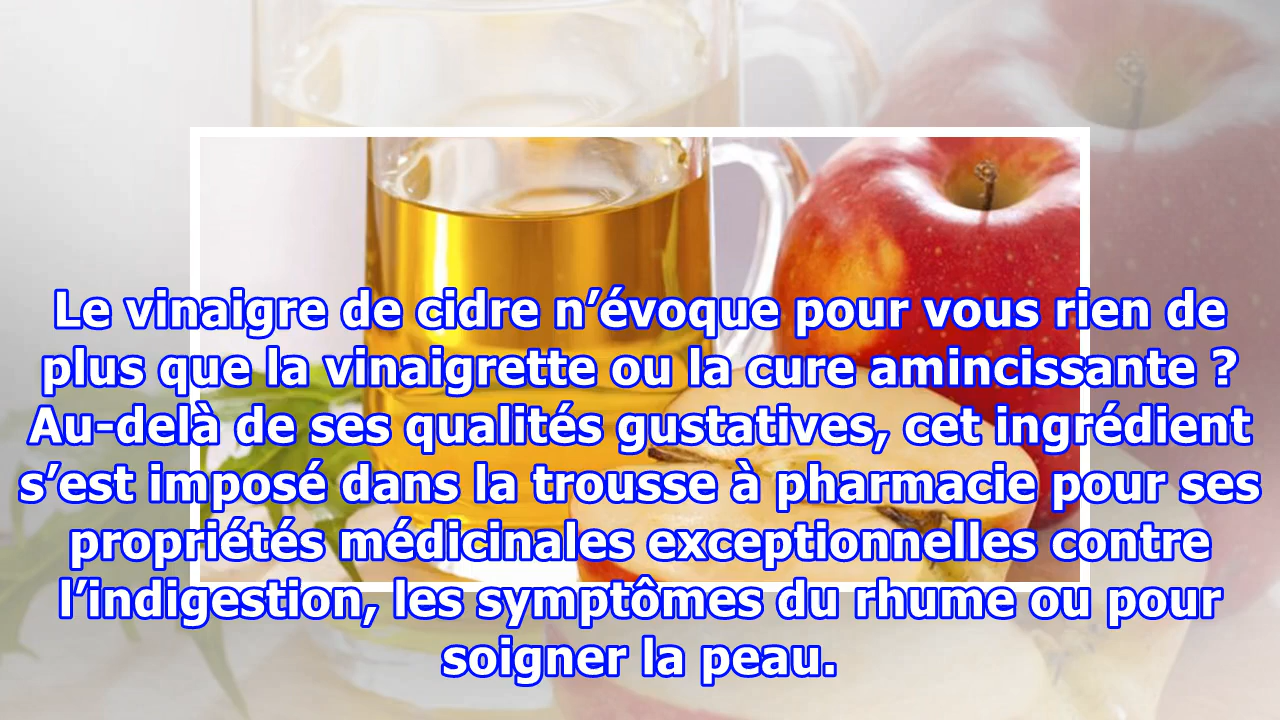 Le vinaigre de cidre n’évoque pour vous rien de
plus que la vinaigrette ou la cure amincissante ?
Au-delà de ses qualités gustatives, cet ingrédient
s’est imposé dans la trousse à pharmacie pour ses
propriétés médicinales exceptionnelles contre
l’indigestion, les symptômes du rhume ou pour
soigner la peau.